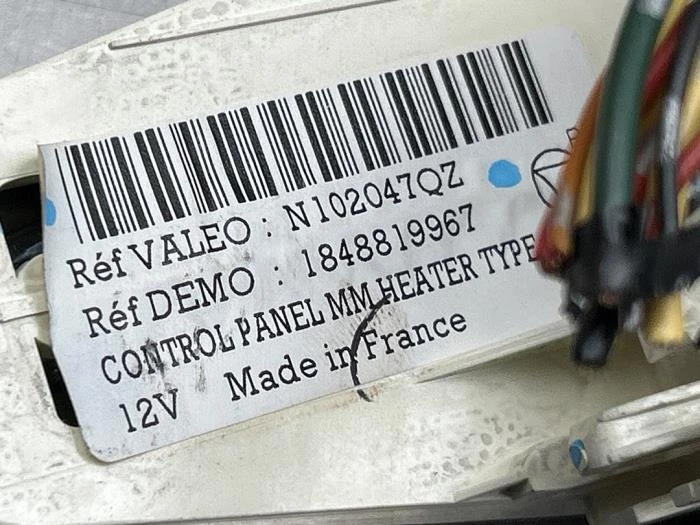 Réf VALEO : N102047QZ
Réf DEMO : 1848819967
CONTROL PANEL MM HEATER TYPE
12V Made in France